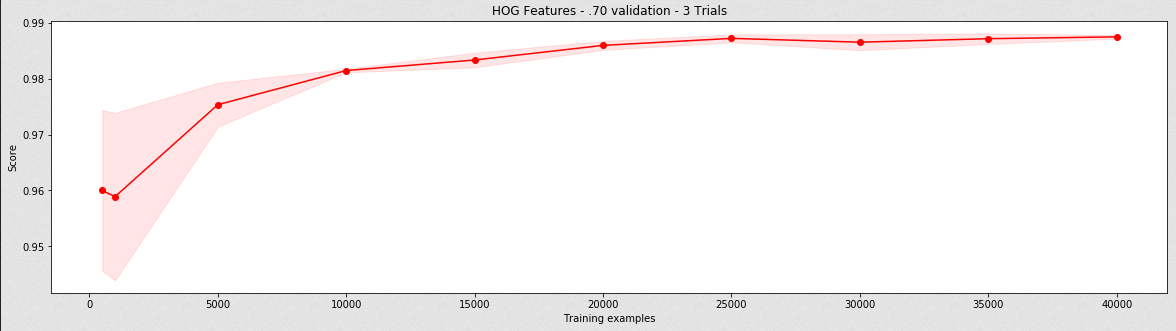 HOG Features - .70 validation - 3 Trials
0.99
0.98
0.97
0.96
0.95
Score
0 5000 10000 15000 20000 25000 30000 35000 40000
Training examples